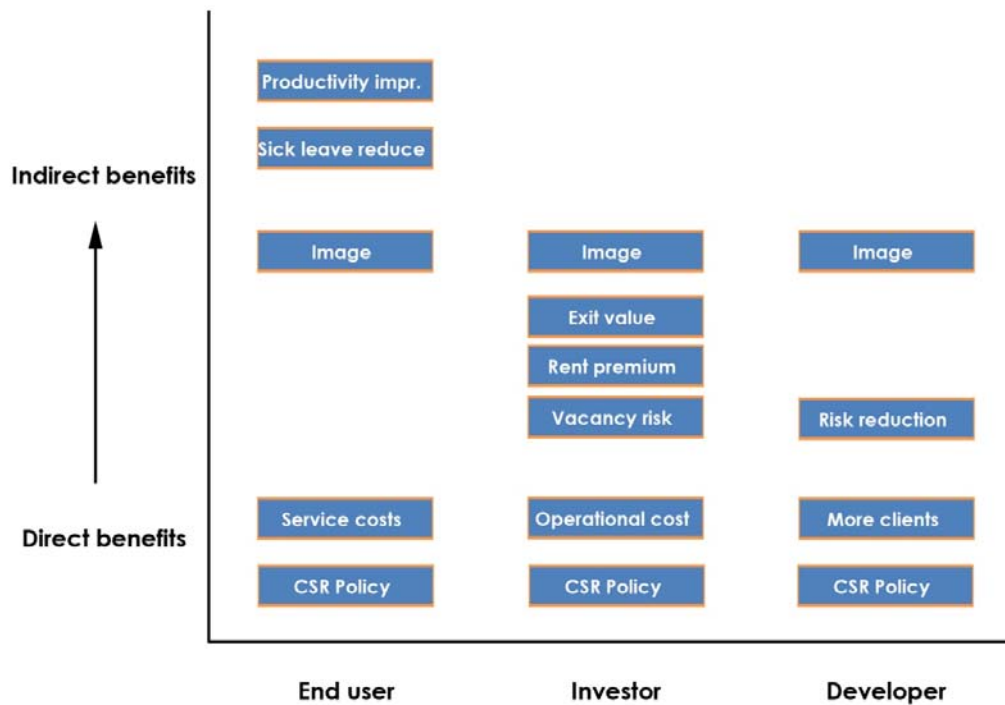 Productivity impr.
Sick leave reduce
Indirect benefits
Image
Image
Image
Exit value
Rent premium
Vacancy risk
Risk reduction
Service costs
Operational cost
More clients
Direct benefits
CSR Policy
CSR Policy
CSR Policy
End user
Investor
Developer